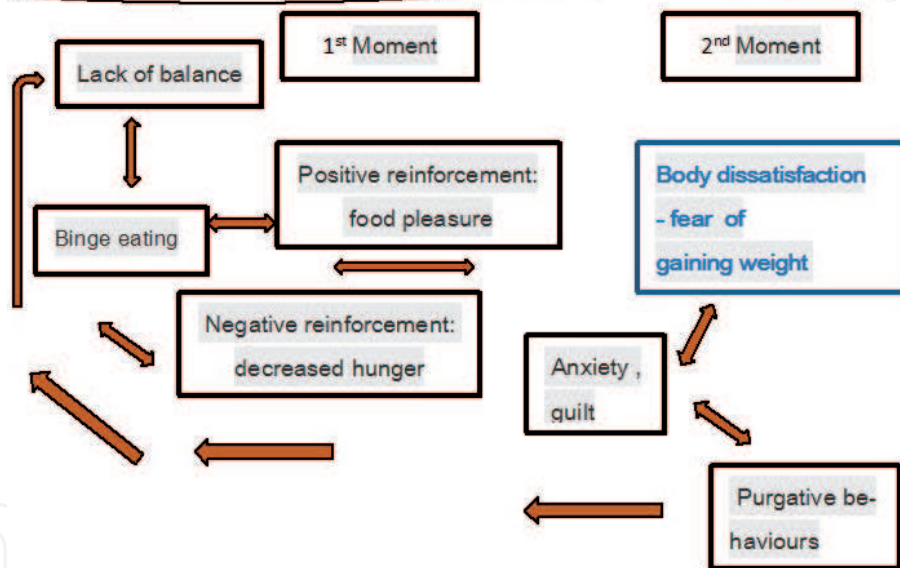 1st Moment
2nd Moment
Lack of balance
Positive reinforcement:
food pleasure
Body dissatisfaction
- fear of
gaining weight
Binge eating
Negative reinforcement:
decreased hunger
Anxiety ,
guilt
Purgative be-
haviours